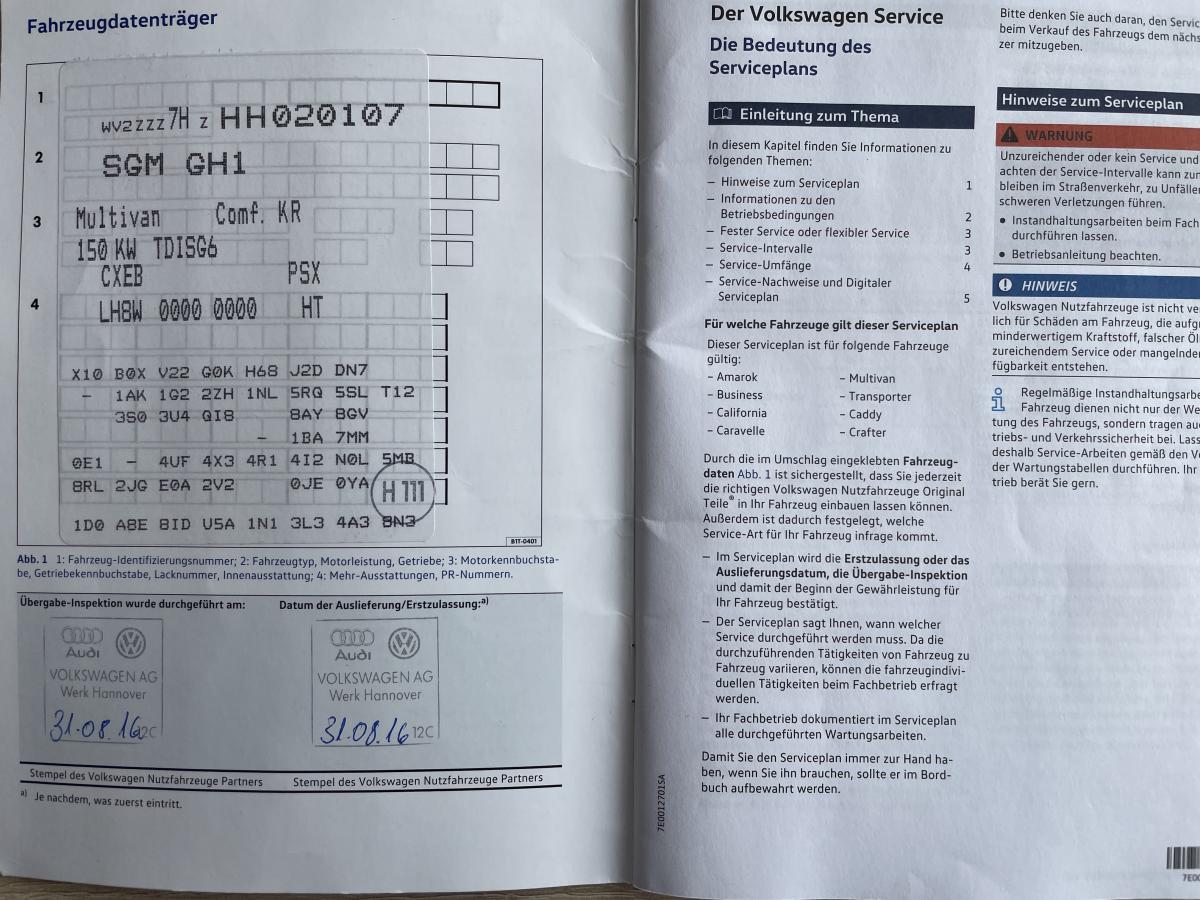 Fahrzeugdatenträger
1
WV2ZZZ7H Z HH020107
2
SGM GH1
3
Multivan Comf. KR
150 KW TDISG6
CXEB PSX
4
LH8W 0000 0000 HT
X10 B0X V22 G0K H68 J2D DN7
- 1AK 1G2 2ZH 1NL 5RQ 5SL T12
3S0 3U4 QI8 8AY 8GV
- 1BA 7MM
0E1 - 4UF 4X3 4R1 4I2 N0L 5MB
8RL 2JG E0A 2V2 0JE 0YA
H 111
1D0 A8E 8ID U5A 1N1 3L3 4A3 8N3
B1T-0401
Abb. 1 1: Fahrzeug-Identifizierungsnummer; 2: Fahrzeugtyp, Motorleistung, Getriebe; 3: Motorkennbuchsta-
be, Getriebekennbuchstabe, Lacknummer, Innenausstattung; 4: Mehr-Ausstattungen, PR-Nummern.
Übergabe-Inspektion wurde durchgeführt am:
Audi
VOLKSWAGEN AG
Werk Hannover
31.08.16 12C
Stempel des Volkswagen Nutzfahrzeuge Partners
Datum der Auslieferung/Erstzulassung:a)
Audi
VOLKSWAGEN AG
Werk Hannover
31.08.16 12C
Stempel des Volkswagen Nutzfahrzeuge Partners
a) Je nachdem, was zuerst eintritt.
Der Volkswagen Service
Die Bedeutung des
Serviceplans
Einleitung zum Thema
In diesem Kapitel finden Sie Informationen zu
folgenden Themen:
– Hinweise zum Serviceplan 1
– Informationen zu den
Betriebsbedingungen 2
– Fester Service oder flexibler Service 3
– Service-Intervalle 3
– Service-Umfänge 4
– Service-Nachweise und Digitaler
Serviceplan 5
Für welche Fahrzeuge gilt dieser Serviceplan
Dieser Serviceplan ist für folgende Fahrzeuge
gültig:
– Amarok
– Business
– California
– Caravelle
– Multivan
– Transporter
– Caddy
– Crafter
Durch die im Umschlag eingeklebten Fahrzeug-
daten Abb. 1 ist sichergestellt, dass Sie jederzeit
die richtigen Volkswagen Nutzfahrzeuge Original
Teile® in Ihr Fahrzeug einbauen lassen können.
Außerdem ist dadurch festgelegt, welche
Service-Art für Ihr Fahrzeug infrage kommt.
– Im Serviceplan wird die Erstzulassung oder das
Auslieferungsdatum, die Übergabe-Inspektion
und damit der Beginn der Gewährleistung für
Ihr Fahrzeug bestätigt.
– Der Serviceplan sagt Ihnen, wann welcher
Service durchgeführt werden muss. Da die
durchzuführenden Tätigkeiten von Fahrzeug zu
Fahrzeug variieren, können die fahrzeugindivi-
duellen Tätigkeiten beim Fachbetrieb erfragt
werden.
– Ihr Fachbetrieb dokumentiert im Serviceplan
alle durchgeführten Wartungsarbeiten.
Damit Sie den Serviceplan immer zur Hand ha-
ben, wenn Sie ihn brauchen, sollte er im Bord-
buch aufbewahrt werden.
7E0012701SA
Bitte denken Sie auch daran, den Servic
beim Verkauf des Fahrzeugs dem nächs
zer mitzugeben.
Hinweise zum Serviceplan
WARNUNG
Unzureichender oder kein Service und
achten der Service-Intervalle kann zur
bleiben im Straßenverkehr, zu Unfälle
schweren Verletzungen führen.
• Instandhaltungsarbeiten beim Fach
durchführen lassen.
• Betriebsanleitung beachten.
HINWEIS
Volkswagen Nutzfahrzeuge ist nicht ve
lich für Schäden am Fahrzeug, die aufg
minderwertigem Kraftstoff, falscher Öl
zureichendem Service oder mangelnde
fügbarkeit entstehen.
Regelmäßige Instandhaltungsarbe
Fahrzeug dienen nicht nur der We
tung des Fahrzeugs, sondern tragen au
triebs- und Verkehrssicherheit bei. Lass
deshalb Service-Arbeiten gemäß den V
der Wartungstabellen durchführen. Ihr
trieb berät Sie gern.
7E00